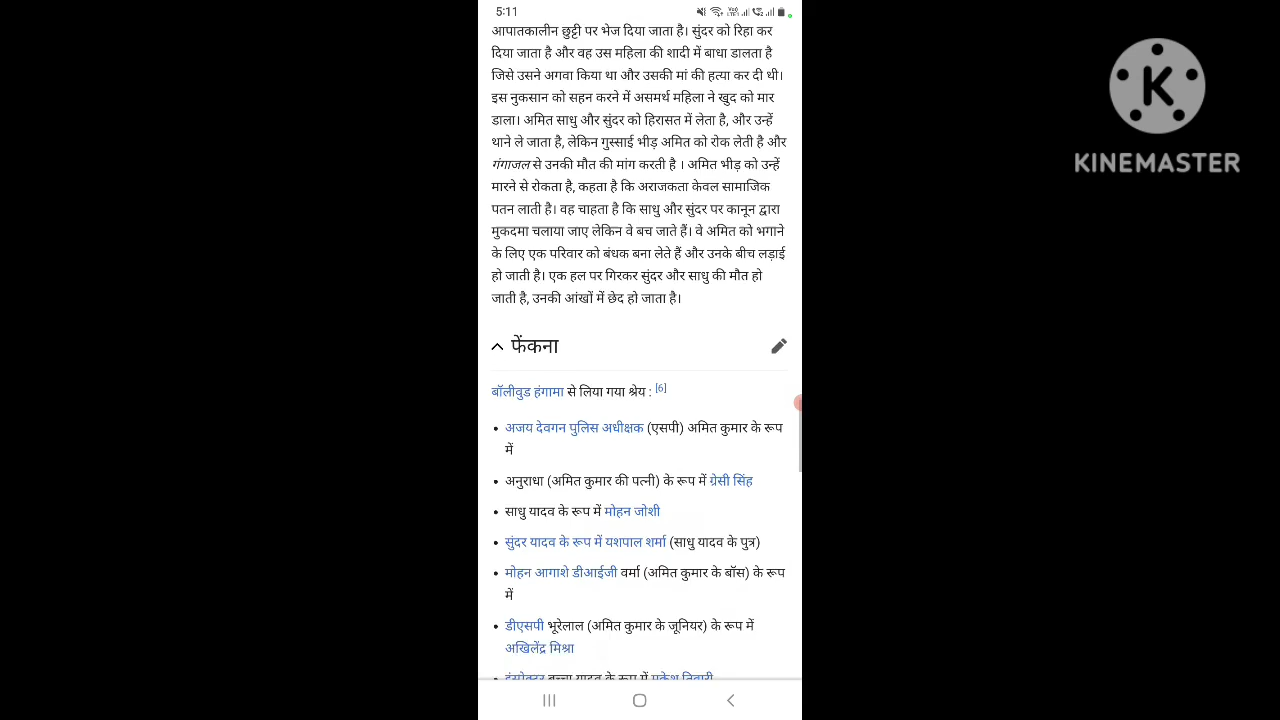 5:11
आपातकालीन छुट्टी पर भेज दिया जाता है। सुंदर को रिहा कर
दिया जाता है और वह उस महिला की शादी में बाधा डालता है
जिसे उसने अगवा किया था और उसकी मां की हत्या कर दी थी।
इस नुकसान को सहन करने में असमर्थ महिला ने खुद को मार
डाला। अमित साधु और सुंदर को हिरासत में लेता है, और उन्हें
थाने ले जाता है, लेकिन गुस्साई भीड़ अमित को रोक लेती है और
गंगाजल से उनकी मौत की मांग करती है । अमित भीड़ को उन्हें
मारने से रोकता है, कहता है कि अराजकता केवल सामाजिक
पतन लाती है। वह चाहता है कि साधु और सुंदर पर कानून द्वारा
मुकदमा चलाया जाए लेकिन वे बच जाते हैं। वे अमित को भगाने
के लिए एक परिवार को बंधक बना लेते हैं और उनके बीच लड़ाई
हो जाती है। एक हल पर गिरकर सुंदर और साधु की मौत हो
जाती है, उनकी आंखों में छेद हो जाता है।
फेंकना
बॉलीवुड हंगामा से लिया गया श्रेय : [6]
• अजय देवगन पुलिस अधीक्षक (एसपी) अमित कुमार के रूप
में
• अनुराधा (अमित कुमार की पत्नी) के रूप में ग्रेसी सिंह
• साधु यादव के रूप में मोहन जोशी
• सुंदर यादव के रूप में यशपाल शर्मा (साधु यादव के पुत्र)
• मोहन आगाशे डीआईजी वर्मा (अमित कुमार के बॉस) के रूप
में
• डीएसपी भूरेलाल (अमित कुमार के जूनियर) के रूप में
अखिलेंद्र मिश्रा
• इंस्पेक्टर बच्चा यादव के रूप में मुकेश तिवारी
K
KINEMASTER